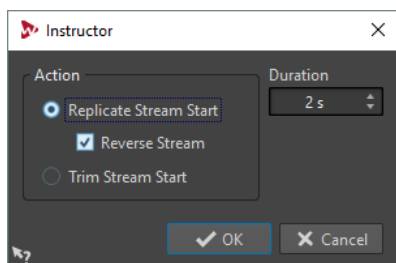 Instructor
Action
Replicate Stream Start
Reverse Stream
Trim Stream Start
Duration
2 s
OK
Cancel
?